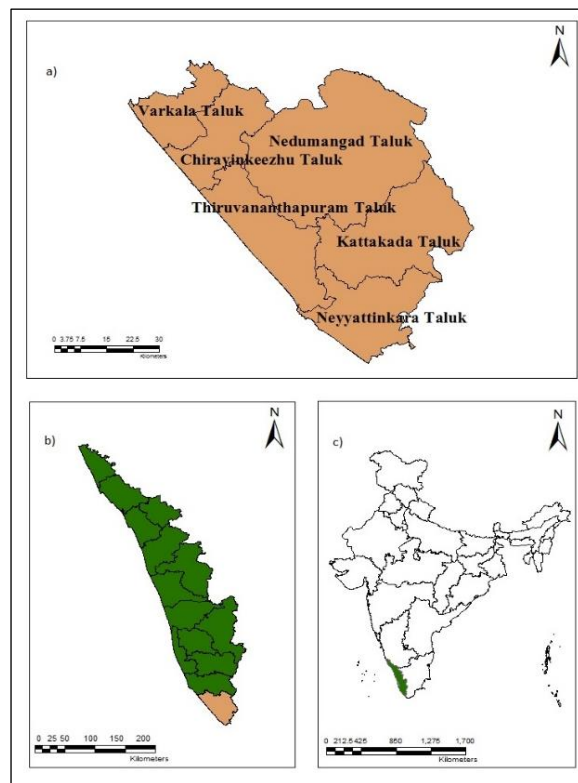 N
a)
Varkala Taluk
Nedumangad Taluk
Chirayinkeezhu Taluk
Thiruvananthapuram Taluk
Kattakada Taluk
Neyyattinkara Taluk
0 3.75 7.5 15 22.5 30
Kilometers
N
b)
0 25 50 100 150 200
Kilometers
N
c)
0 212.5 425 850 1,275 1,700
Kilometers